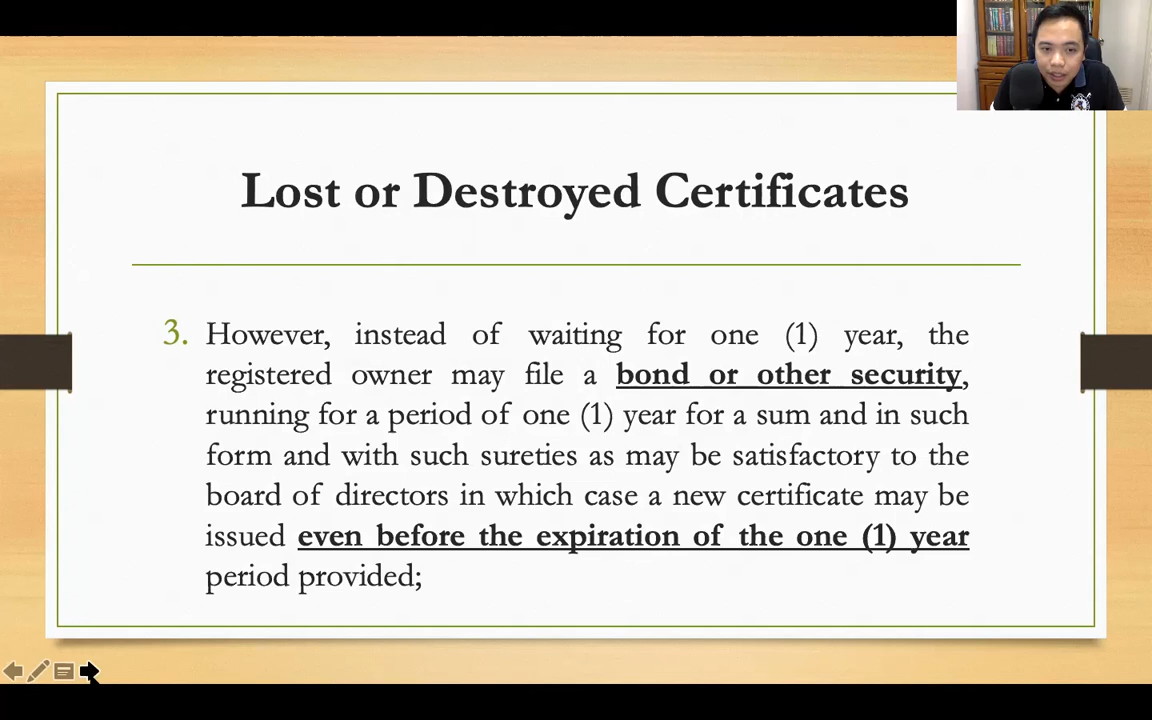 Lost or Destroyed Certificates
3. However, instead of waiting for one (1) year, the
registered owner may file a bond or other security,
running for a period of one (1) year for a sum and in such
form and with such sureties as may be satisfactory to the
board of directors in which case a new certificate may be
issued even before the expiration of the one (1) year
period provided;